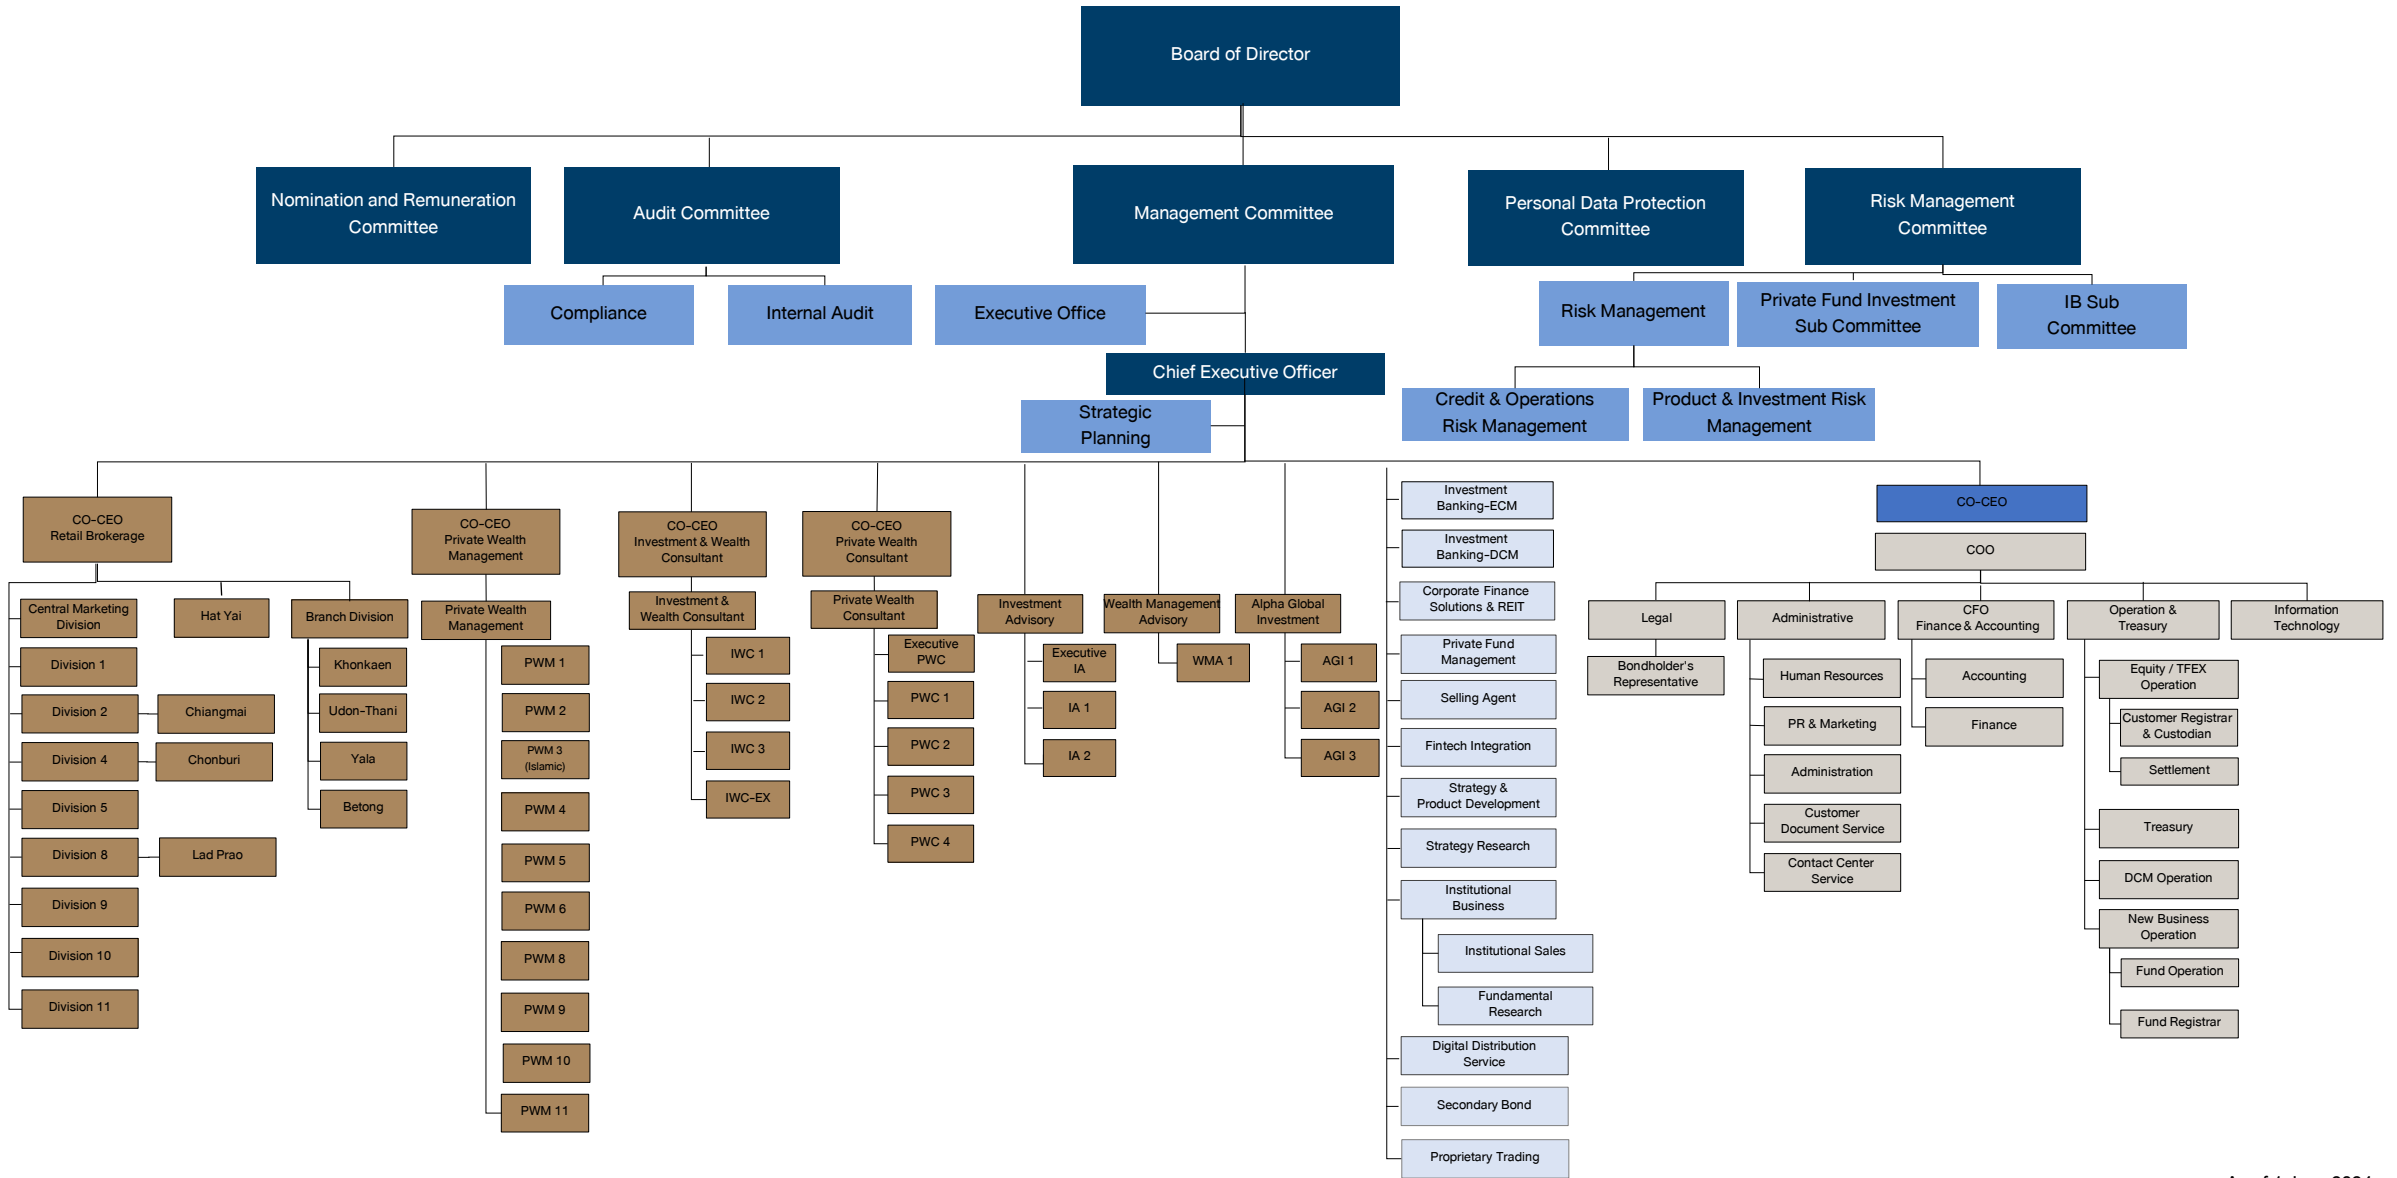 Board of Director
Nomination and Remuneration
Committee
Audit Committee
Management Committee
Personal Data Protection
Committee
Risk Management
Committee
Compliance
Internal Audit
Executive Office
Risk Management
Private Fund Investment
Sub Committee
IB Sub
Committee
Chief Executive Officer
Strategic
Planning
Credit & Operations
Risk Management
Product & Investment Risk
Management
CO-CEO
Retail Brokerage
Central Marketing
Division
Division 1
Division 2
Division 4
Division 5
Division 8
Division 9
Division 10
Division 11
Hat Yai
Chiangmai
Chonburi
Lad Prao
Branch Division
Khonkaen
Udon-Thani
Yala
Betong
CO-CEO
Private Wealth
Management
Private Wealth
Management
PWM 1
PWM 2
PWM 3
(Islamic)
PWM 4
PWM 5
PWM 6
PWM 8
PWM 9
PWM 10
PWM 11
CO-CEO
Investment & Wealth
Consultant
Investment &
Wealth Consultant
IWC 1
IWC 2
IWC 3
IWC-EX
CO-CEO
Private Wealth
Consultant
Private Wealth
Consultant
Executive
PWC
PWC 1
PWC 2
PWC 3
PWC 4
Investment
Advisory
Executive
IA
IA 1
IA 2
Wealth Management
Advisory
WMA 1
Alpha Global
Investment
AGI 1
AGI 2
AGI 3
Investment
Banking-ECM
Investment
Banking-DCM
Corporate Finance
Solutions & REIT
Private Fund
Management
Selling Agent
Fintech Integration
Strategy &
Product Development
Strategy Research
Institutional
Business
Institutional Sales
Fundamental
Research
Digital Distribution
Service
Secondary Bond
Proprietary Trading
CO-CEO
COO
Legal
Bondholder's
Representative
Administrative
Human Resources
PR & Marketing
Administration
Customer
Document Service
Contact Center
Service
CFO
Finance & Accounting
Accounting
Finance
Operation &
Treasury
Equity / TFEX
Operation
Customer Registrar
& Custodian
Settlement
Treasury
DCM Operation
New Business
Operation
Fund Operation
Fund Registrar
Information
Technology